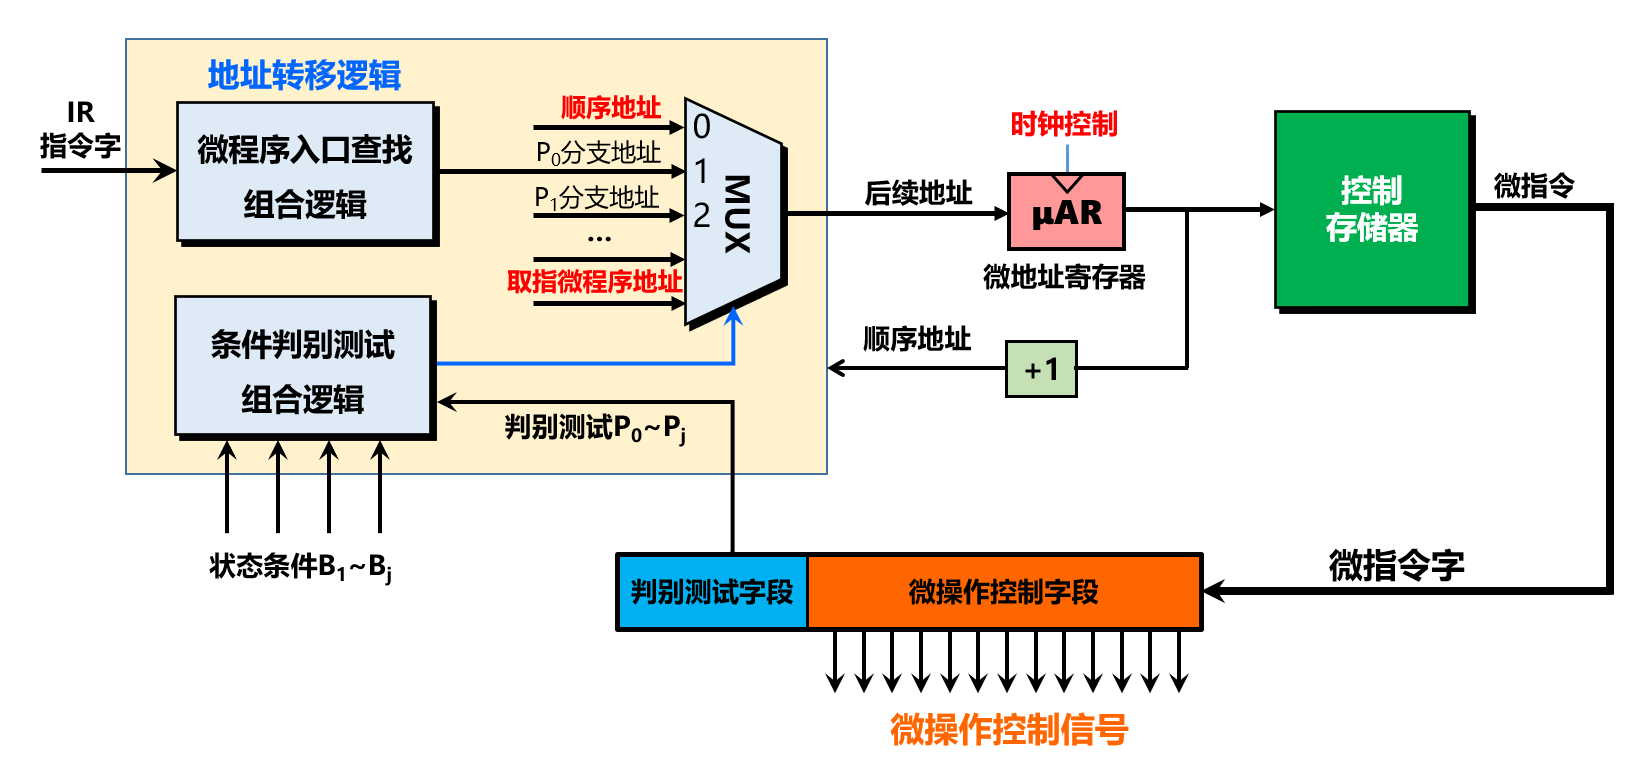 地址转移逻辑
IR
指令字
微程序入口查找
组合逻辑
顺序地址
P0分支地址
P1分支地址
...
取指微程序地址
0
1
2
MUX
后续地址
时钟控制
μAR
微地址寄存器
控制
存储器
微指令
顺序地址
+1
条件判别测试
组合逻辑
判别测试P0~Pj
状态条件B1~Bj
微指令字
判别测试字段
微操作控制字段
微操作控制信号